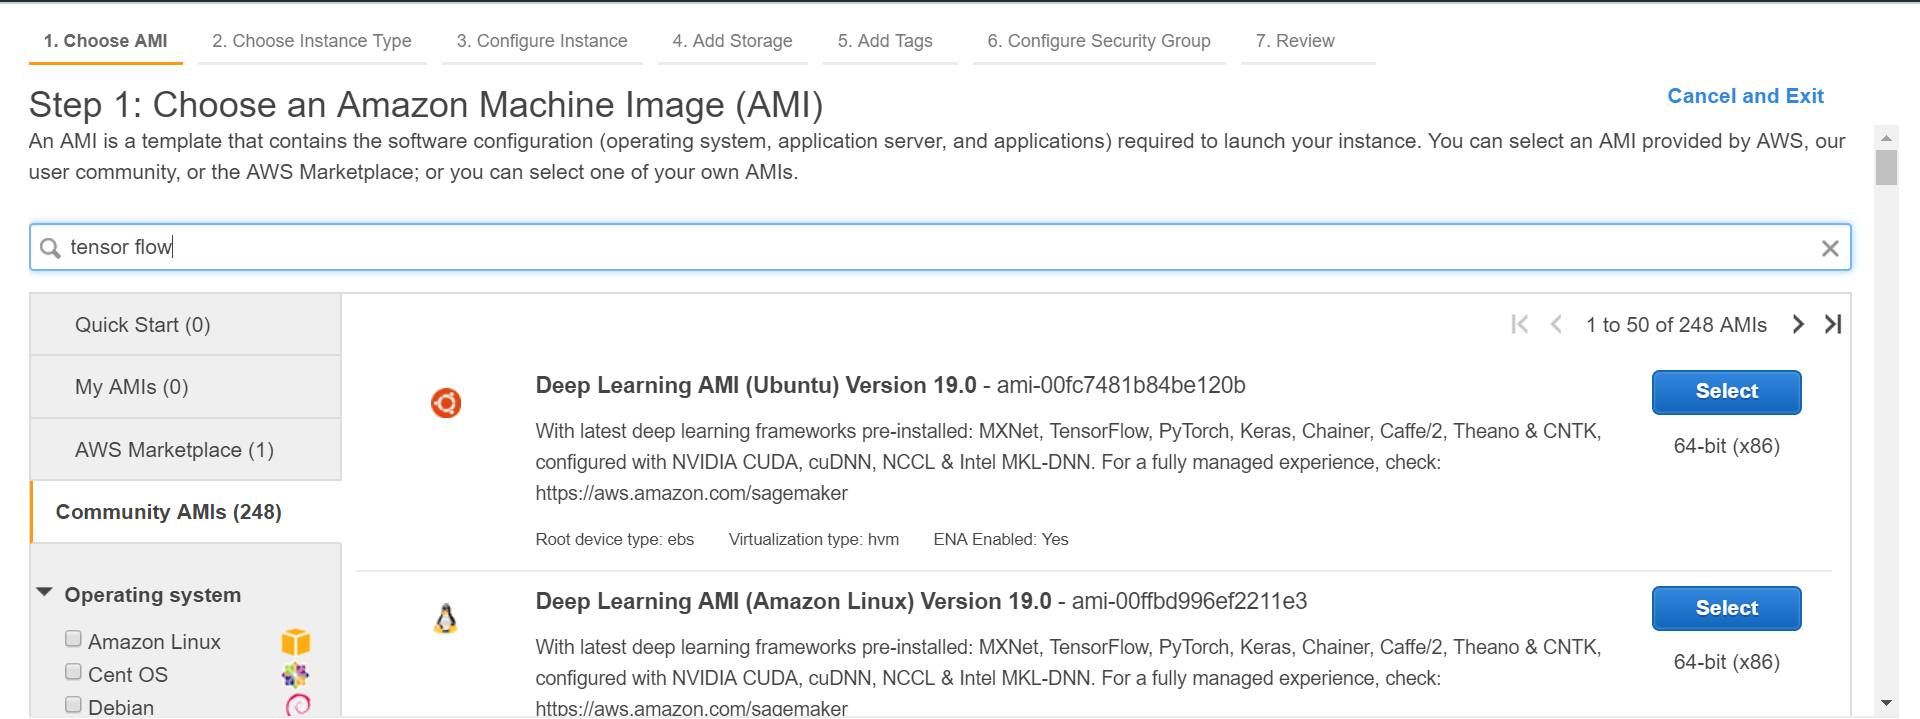 1. Choose AMI 2. Choose Instance Type 3. Configure Instance 4. Add Storage 5. Add Tags 6. Configure Security Group 7. Review
Step 1: Choose an Amazon Machine Image (AMI)
Cancel and Exit
An AMI is a template that contains the software configuration (operating system, application server, and applications) required to launch your instance. You can select an AMI provided by AWS, our
user community, or the AWS Marketplace; or you can select one of your own AMIs.
tensor flow
Quick Start (0)
My AMIs (0)
AWS Marketplace (1)
Community AMIs (248)
Operating system
Amazon Linux
Cent OS
Debian
1 to 50 of 248 AMIs
Deep Learning AMI (Ubuntu) Version 19.0 - ami-00fc7481b84be120b
With latest deep learning frameworks pre-installed: MXNet, TensorFlow, PyTorch, Keras, Chainer, Caffe/2, Theano & CNTK,
configured with NVIDIA CUDA, cuDNN, NCCL & Intel MKL-DNN. For a fully managed experience, check:
https://aws.amazon.com/sagemaker
Root device type: ebs Virtualization type: hvm ENA Enabled: Yes
Select
64-bit (x86)
Deep Learning AMI (Amazon Linux) Version 19.0 - ami-00ffbd996ef2211e3
With latest deep learning frameworks pre-installed: MXNet, TensorFlow, PyTorch, Keras, Chainer, Caffe/2, Theano & CNTK,
configured with NVIDIA CUDA, cuDNN, NCCL & Intel MKL-DNN. For a fully managed experience, check:
https://aws.amazon.com/sagemaker
Select
64-bit (x86)